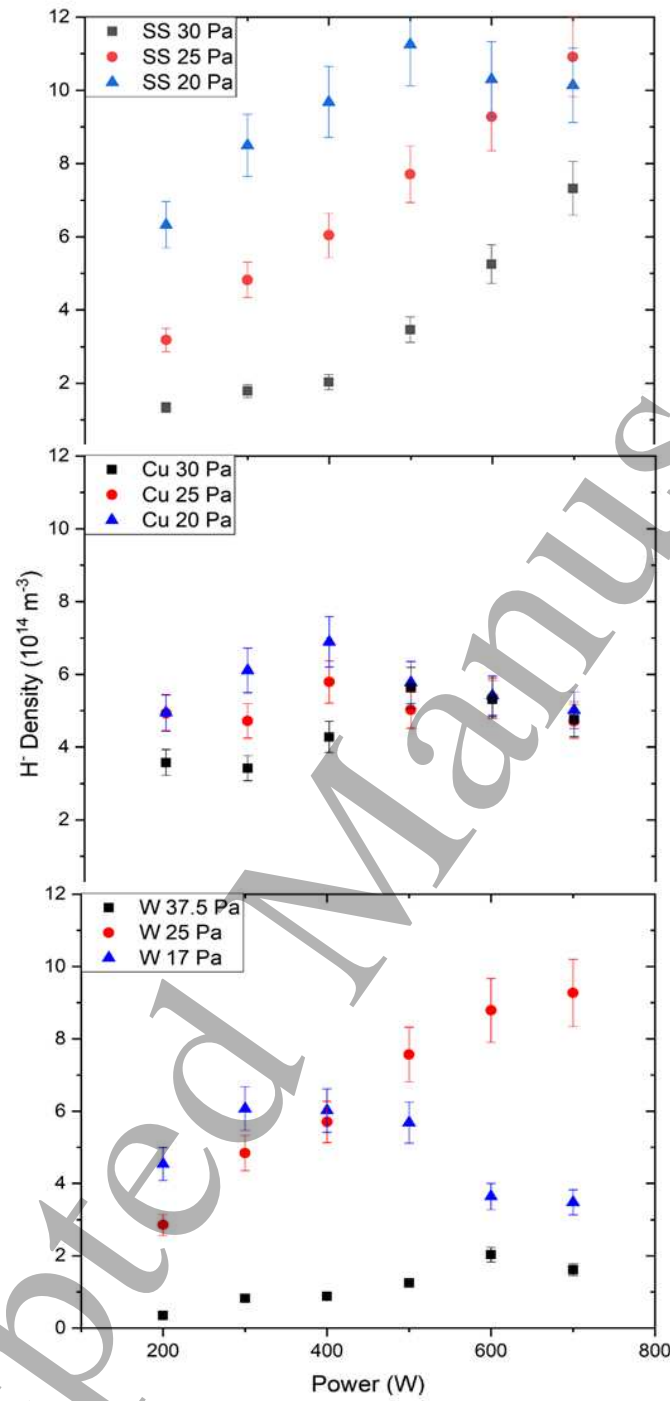 12
SS 30 Pa
SS 25 Pa
SS 20 Pa
10
8
6
4
2
12
Cu 30 Pa
Cu 25 Pa
Cu 20 Pa
10
8
6
4
2
H⁻ Density (10¹⁴ m⁻³)
12
W 37.5 Pa
W 25 Pa
W 17 Pa
10
8
6
4
2
0
200 400 600 800
Power (W)
pted Manus